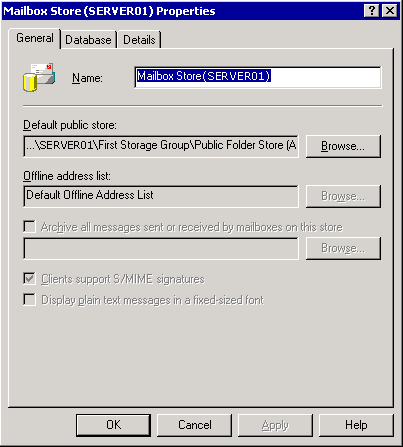 Mailbox Store (SERVER01) Properties
General Database Details
Name: Mailbox Store(SERVER01)
Default public store:
...\SERVER01\First Storage Group\Public Folder Store (A Browse...
Offline address list:
Default Offline Address List Browse...
Archive all messages sent or received by mailboxes on this store
Browse...
Clients support S/MIME signatures
Display plain text messages in a fixed-sized font
OK Cancel Apply Help